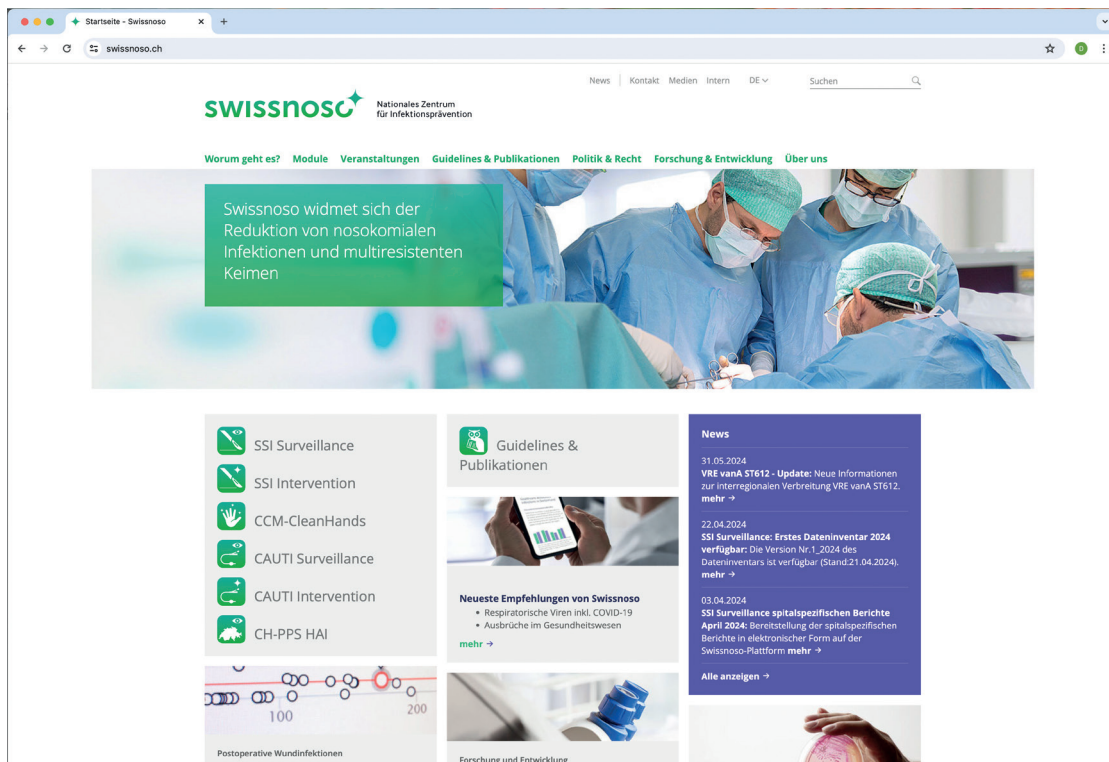 Startseite - Swissnoso
swissnoso.ch
D
News
Kontakt Medien Intern
DE
Suchen
swissnoso
Nationales Zentrum
für Infektionsprävention
Worum geht es? Module Veranstaltungen Guidelines & Publikationen Politik & Recht Forschung & Entwicklung Über uns
Swissnoso widmet sich der
Reduktion von nosokomialen
Infektionen und multiresistenten
Keimen
SSI Surveillance
SSI Intervention
CCM-CleanHands
CAUTI Surveillance
CAUTI Intervention
CH-PPS HAI
100
200
Postoperative Wundinfektionen
Guidelines &
Publikationen
Neueste Empfehlungen von Swissnoso
• Respiratorische Viren inkl. COVID-19
• Ausbrüche im Gesundheitswesen
mehr →
Forschung und Entwicklung
News
31.05.2024
VRE vanA ST612 - Update: Neue Informationen
zur interregionalen Verbreitung VRE vanA ST612.
mehr →
22.04.2024
SSI Surveillance: Erstes Dateninventar 2024
verfügbar: Die Version Nr.1_2024 des
Dateninventars ist verfügbar (Stand:21.04.2024).
mehr →
03.04.2024
SSI Surveillance spitalspezifischen Berichte
April 2024: Bereitstellung der spitalspezifischen
Berichte in elektronischer Form auf der
Swissnoso-Plattform mehr →
Alle anzeigen →